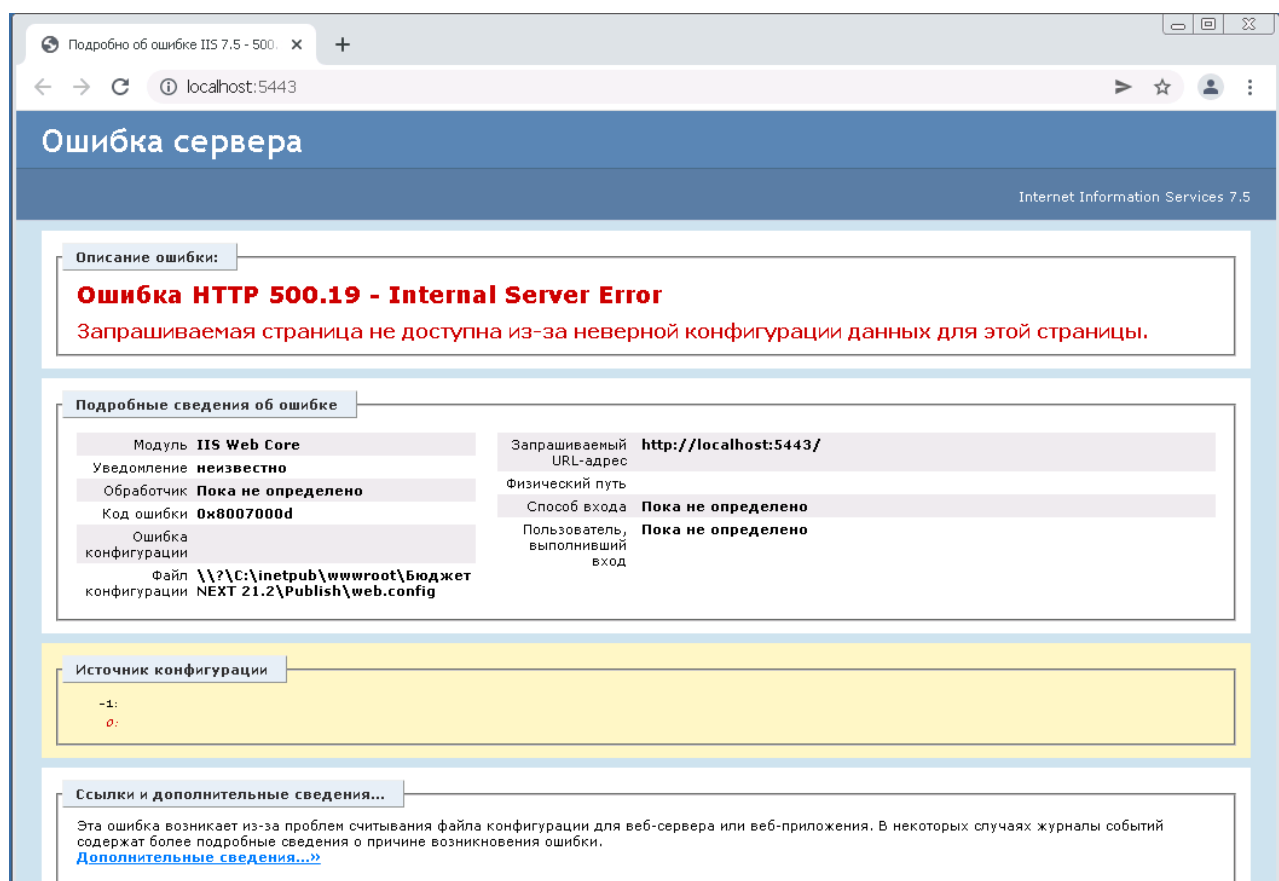 Подробно об ошибке IIS 7.5 - 500.
localhost:5443
Ошибка сервера
Internet Information Services 7.5
Описание ошибки:
Ошибка HTTP 500.19 - Internal Server Error
Запрашиваемая страница не доступна из-за неверной конфигурации данных для этой страницы.
Подробные сведения об ошибке
Модуль IIS Web Core
Уведомление неизвестно
Обработчик Пока не определено
Код ошибки 0x8007000d
Ошибка
конфигурации
Файл \\?\C:\inetpub\wwwroot\Бюджет
конфигурации NEXT 21.2\Publish\web.config
Запрашиваемый http://localhost:5443/
URL-адрес
Физический путь
Способ входа Пока не определено
Пользователь, Пока не определено
выполнивший
вход
Источник конфигурации
-1:
0:
Ссылки и дополнительные сведения...
Эта ошибка возникает из-за проблем считывания файла конфигурации для веб-сервера или веб-приложения. В некоторых случаях журналы событий
содержат более подробные сведения о причине возникновения ошибки.
Дополнительные сведения...»